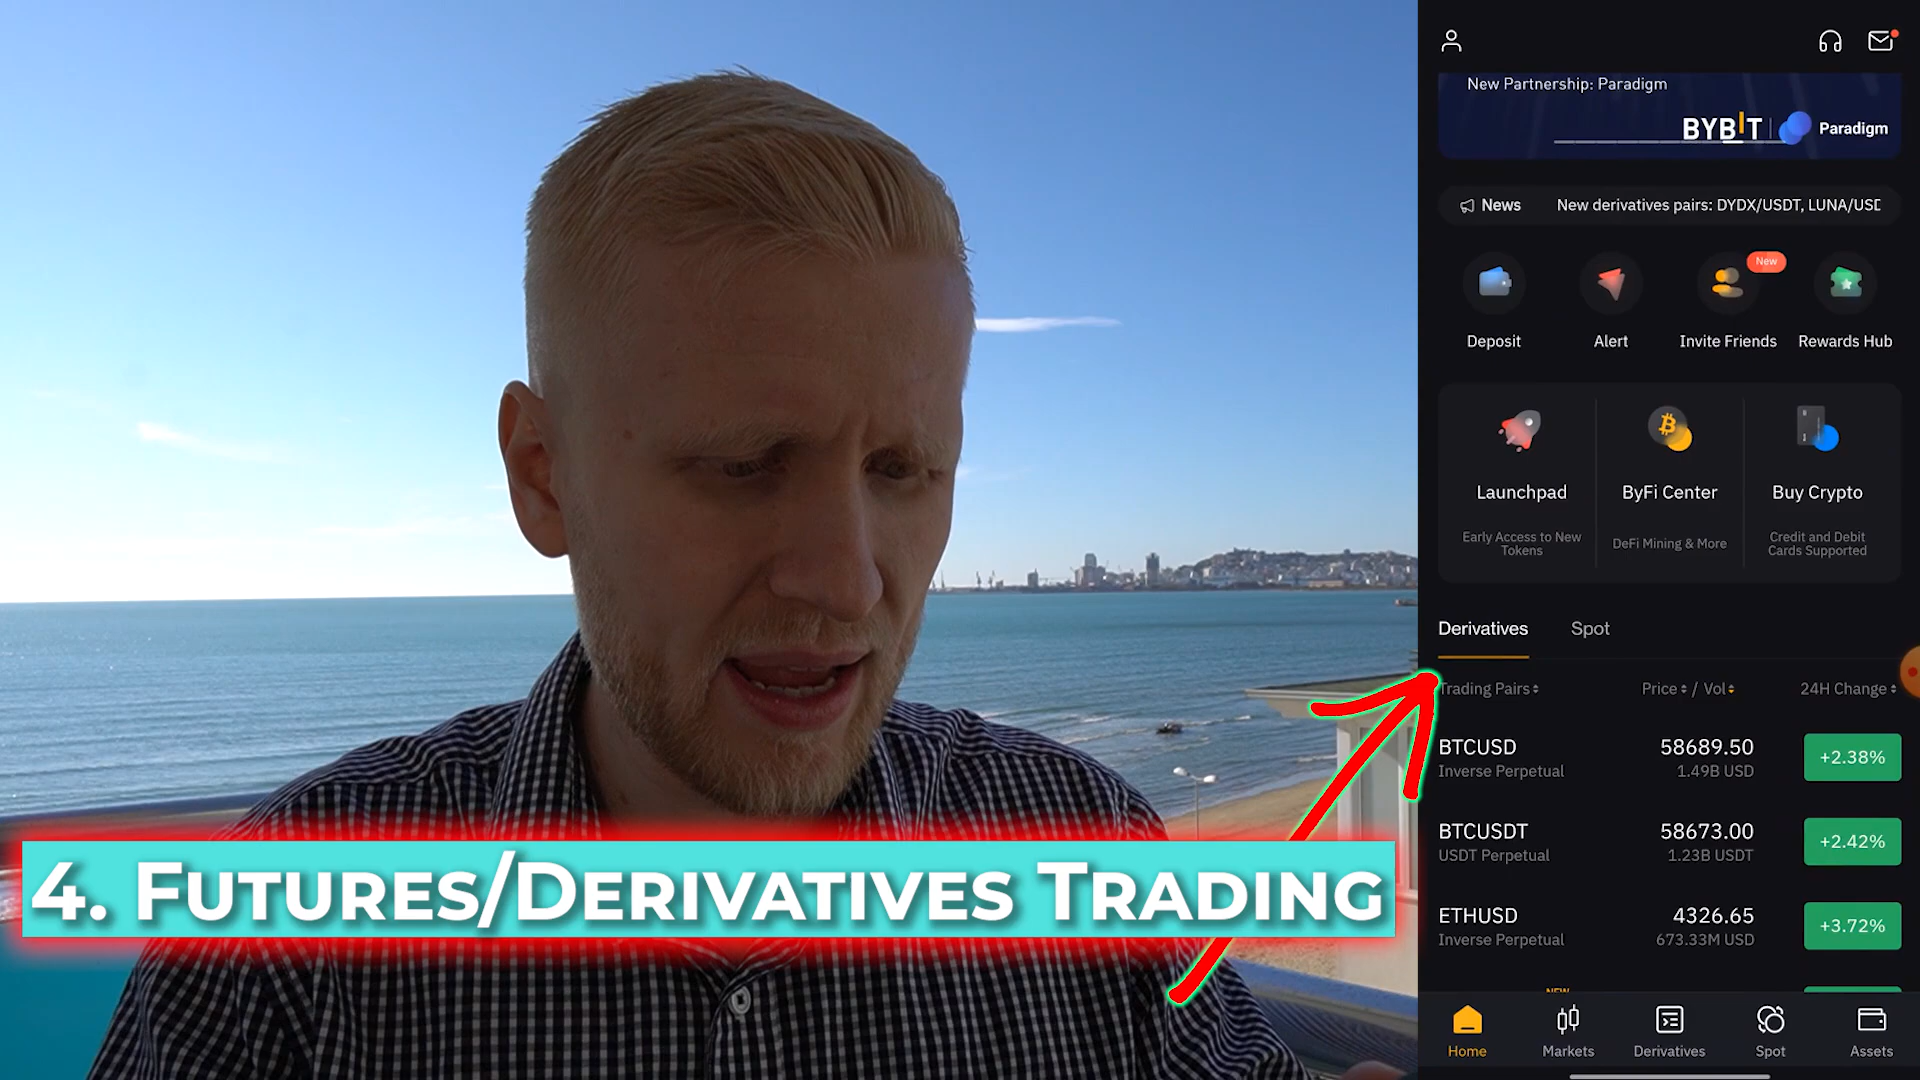 4. FUTURES/DERIVATIVES TRADING
New Partnership: Paradigm
BYBIT | Paradigm
News New derivatives pairs: DYDX/USDT, LUNA/USD
New
Deposit Alert Invite Friends Rewards Hub
Launchpad ByFi Center Buy Crypto
Early Access to New Tokens DeFi Mining & More Credit and Debit Cards Supported
Derivatives Spot
Trading Pairs Price / Vol 24H Change
BTCUSD 58689.50 +2.38%
Inverse Perpetual 1.49B USD
BTCUSDT 58673.00 +2.42%
USDT Perpetual 1.23B USDT
ETHUSD 4326.65 +3.72%
Inverse Perpetual 673.33M USD
NEW
Home Markets Derivatives Spot Assets